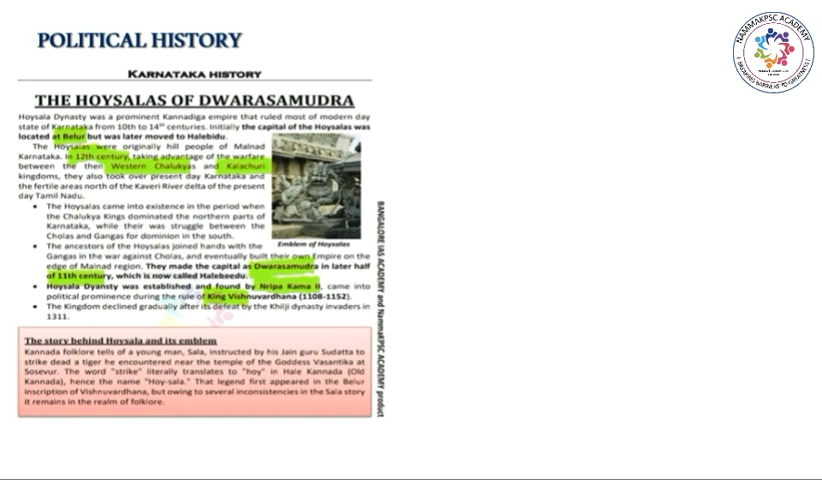 POLITICAL HISTORY
KARNATAKA HISTORY
THE HOYSALAS OF DWARASAMUDRA
Hoysala Dynasty was a prominent Kannadiga empire that ruled most of modern day
state of Karnataka from 10th to 14th centuries. Initially the capital of the Hoysalas was
located at Belur but was later moved to Halebidu.
The Hoysalas were originally hill people of Malnad
Karnataka. In 12th century, taking advantage of the warfare
between the then Western Chalukyas and Kalachuri
kingdoms, they also took over present day Karnataka and
the fertile areas north of the Kaveri River delta of the present
day Tamil Nadu.
• The Hoysalas came into existence in the period when
the Chalukya Kings dominated the northern parts of
Karnataka, while their was struggle between the
Cholas and Gangas for dominion in the south.
Emblem of Hoysalas
• The ancestors of the Hoysalas joined hands with the
Gangas in the war against Cholas, and eventually built their own Empire on the
edge of Malnad region. They made the capital as Dwarasamudra in later half
of 11th century, which is now called Halebeedu.
• Hoysala Dyansty was established and found by Nripa Kama II, came into
political prominence during the rule of King Vishnuvardhana (1108-1152).
• The Kingdom declined gradually after its defeat by the Khilji dynasty invaders in
1311.
The story behind Hoysala and its emblem
Kannada folklore tells of a young man, Sala, instructed by his Jain guru Sudatta to
strike dead a tiger he encountered near the temple of the Goddess Vasantika at
Sosevur. The word "strike" literally translates to "hoy" in Hale Kannada (Old
Kannada), hence the name "Hoy-sala." That legend first appeared in the Belur
inscription of Vishnuvardhana, but owing to several inconsistencies in the Sala story
it remains in the realm of folklore.
BANGALORE IAS ACADEMY and NammaKPSC ACADEMY product
NAMMAKPSC ACADEMY